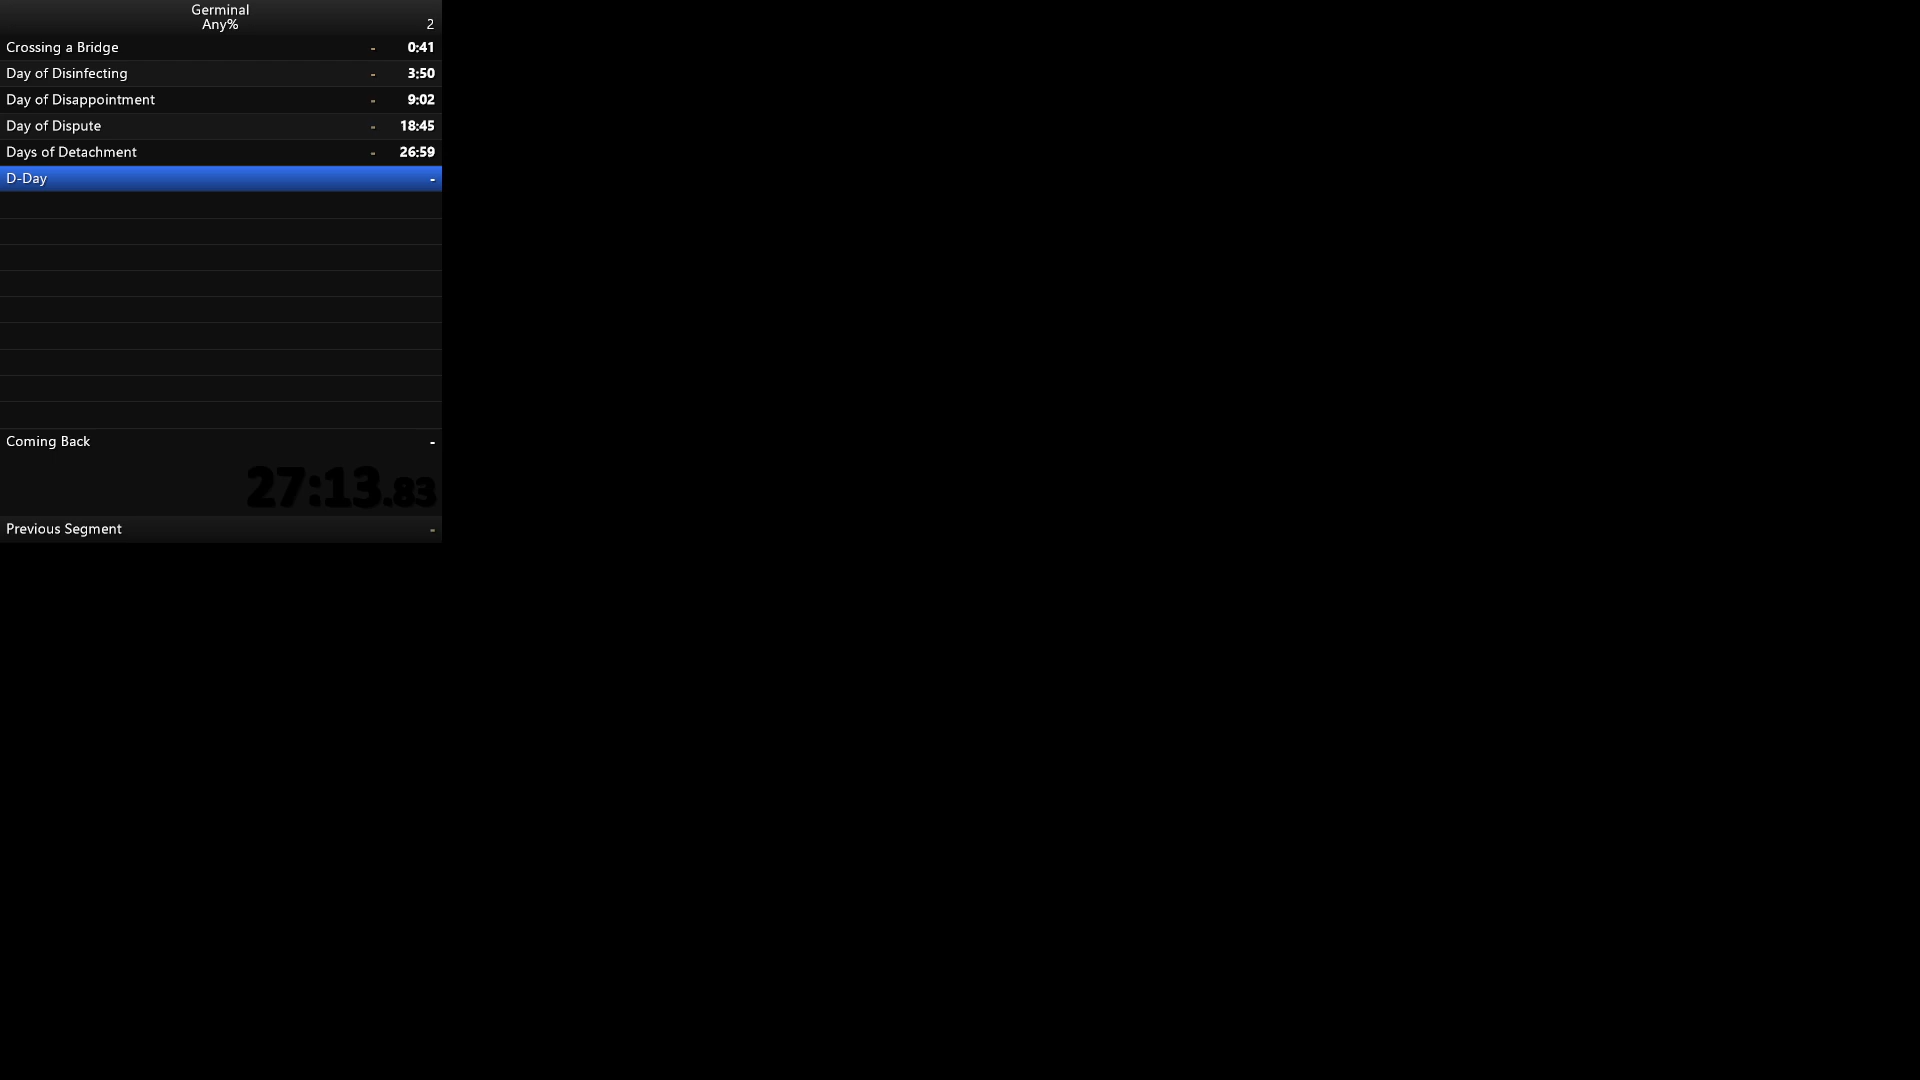 Germinal
Any% 2
Crossing a Bridge - 0:41
Day of Disinfecting - 3:50
Day of Disappointment - 9:02
Day of Dispute - 18:45
Days of Detachment - 26:59
D-Day -
Coming Back -
27:13.83
Previous Segment -